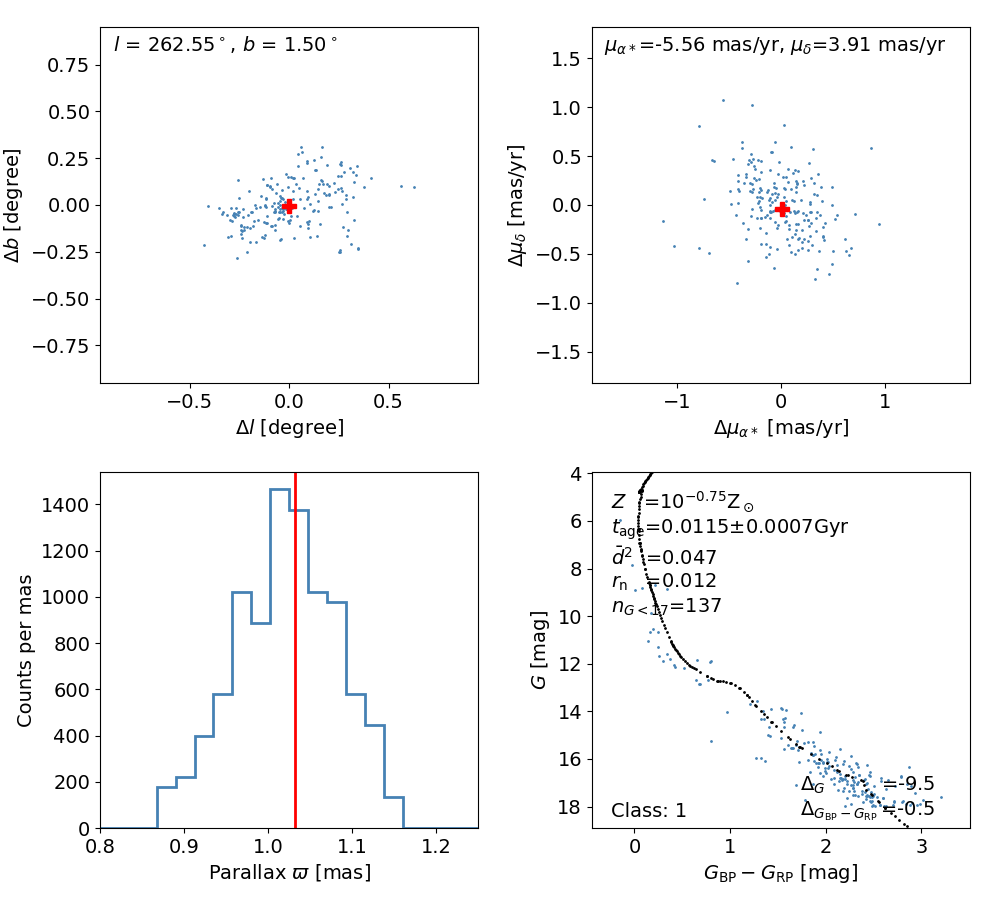 l = 262.55°, b = 1.50°
0.75
0.50
0.25
0.00
−0.25
−0.50
−0.75
Δb [degree]
−0.5 0.0 0.5
Δl [degree]
μα∗=-5.56 mas/yr, μδ=3.91 mas/yr
1.5
1.0
0.5
0.0
−0.5
−1.0
−1.5
Δμδ [mas/yr]
−1 0 1
Δμα∗ [mas/yr]
1400
1200
1000
800
600
400
200
0
Counts per mas
0.8 0.9 1.0 1.1 1.2
Parallax ϖ [mas]
4
6
8
10
12
14
16
18
G [mag]
Z =10^−0.75 Z⊙
tage=0.0115±0.0007Gyr
d̄² =0.047
rn =0.012
nG<17=137
ΔG =-9.5
Class: 1 ΔGBP−GRP =-0.5
0 1 2 3
GBP − GRP [mag]